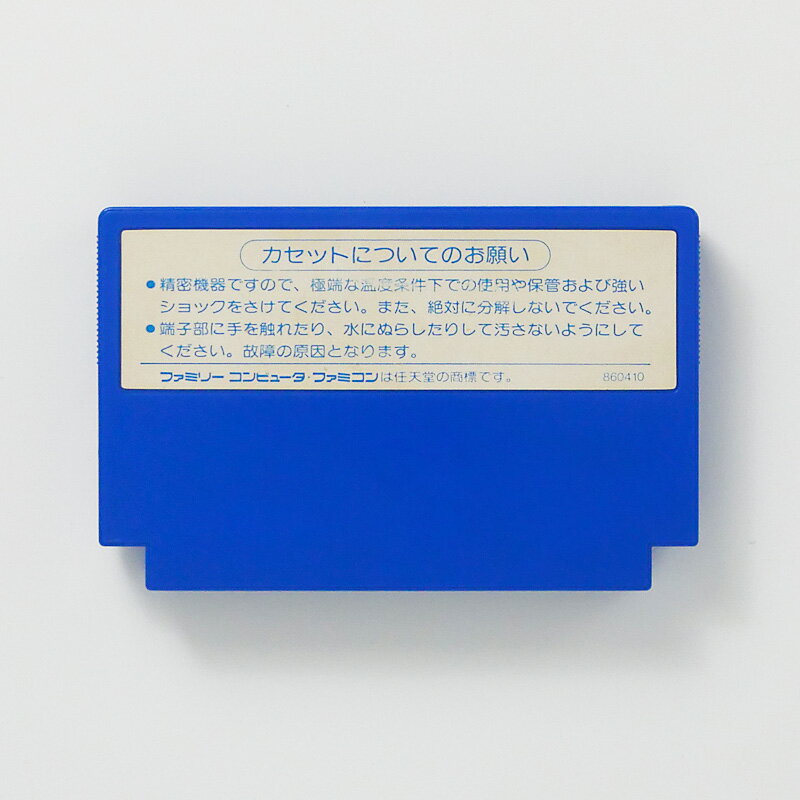 カセットについてのお願い
●精密機器ですので、極端な温度条件下での使用や保管および強い
ショックをさけてください。また、絶対に分解しないでください。
●端子部に手を触れたり、水にぬらしたりして汚さないようにして
ください。故障の原因となります。
ファミリーコンピュータ・ファミコンは任天堂の商標です。 860410